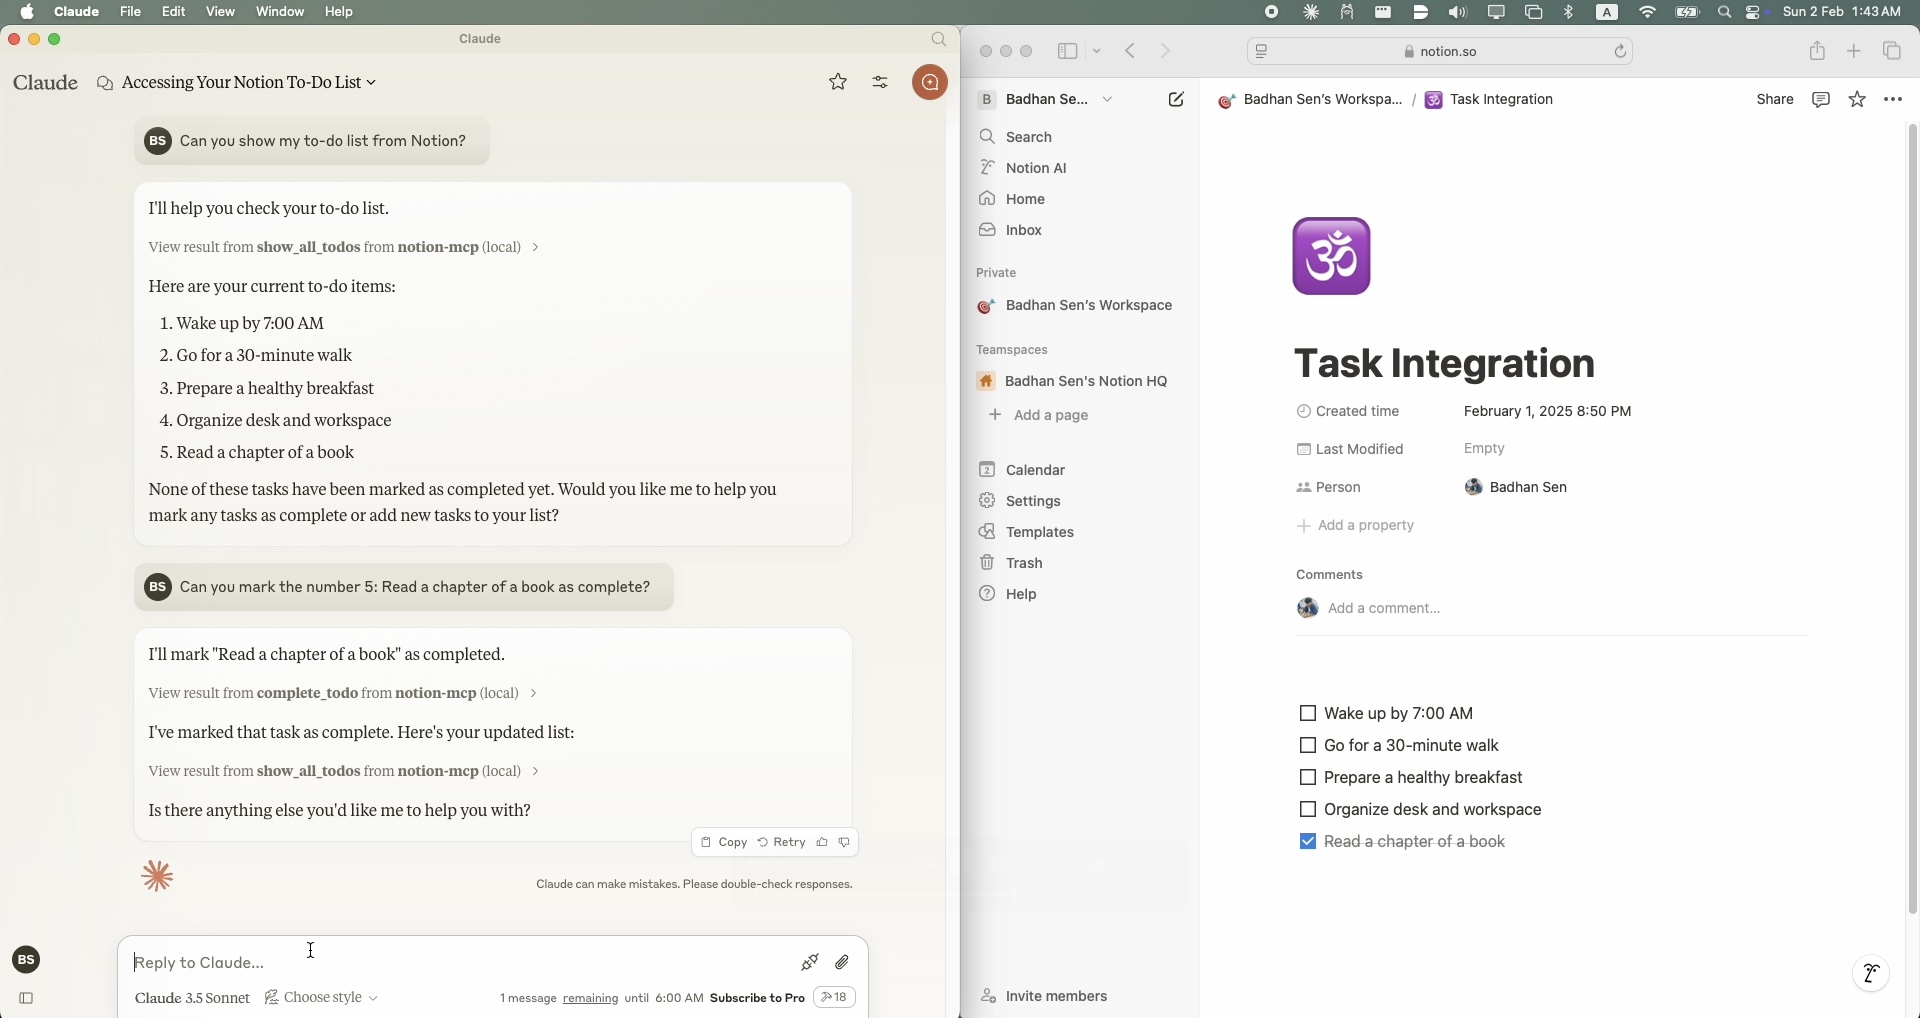 Claude File Edit View Window Help
A Sun 2 Feb 1:43 AM
Claude
Claude Accessing Your Notion To-Do List
BS Can you show my to-do list from Notion?
I'll help you check your to-do list.
View result from show_all_todos from notion-mcp (local)
Here are your current to-do items:
1. Wake up by 7:00 AM
2. Go for a 30-minute walk
3. Prepare a healthy breakfast
4. Organize desk and workspace
5. Read a chapter of a book
None of these tasks have been marked as completed yet. Would you like me to help you
mark any tasks as complete or add new tasks to your list?
BS Can you mark the number 5: Read a chapter of a book as complete?
I'll mark "Read a chapter of a book" as completed.
View result from complete_todo from notion-mcp (local)
I've marked that task as complete. Here's your updated list:
View result from show_all_todos from notion-mcp (local)
Is there anything else you'd like me to help you with?
Copy Retry
Claude can make mistakes. Please double-check responses.
BS
Reply to Claude...
Claude 3.5 Sonnet Choose style 1 message remaining until 6:00 AM Subscribe to Pro 18
notion.so
B Badhan Se...
Search
Notion AI
Home
Inbox
Private
Badhan Sen's Workspace
Teamspaces
Badhan Sen's Notion HQ
Add a page
2 Calendar
Settings
Templates
Trash
Help
Invite members
Badhan Sen's Workspa... / ॐ Task Integration
Share
ॐ
Task Integration
Created time February 1, 2025 8:50 PM
Last Modified Empty
Person Badhan Sen
Add a property
Comments
Add a comment...
Wake up by 7:00 AM
Go for a 30-minute walk
Prepare a healthy breakfast
Organize desk and workspace
Read a chapter of a book